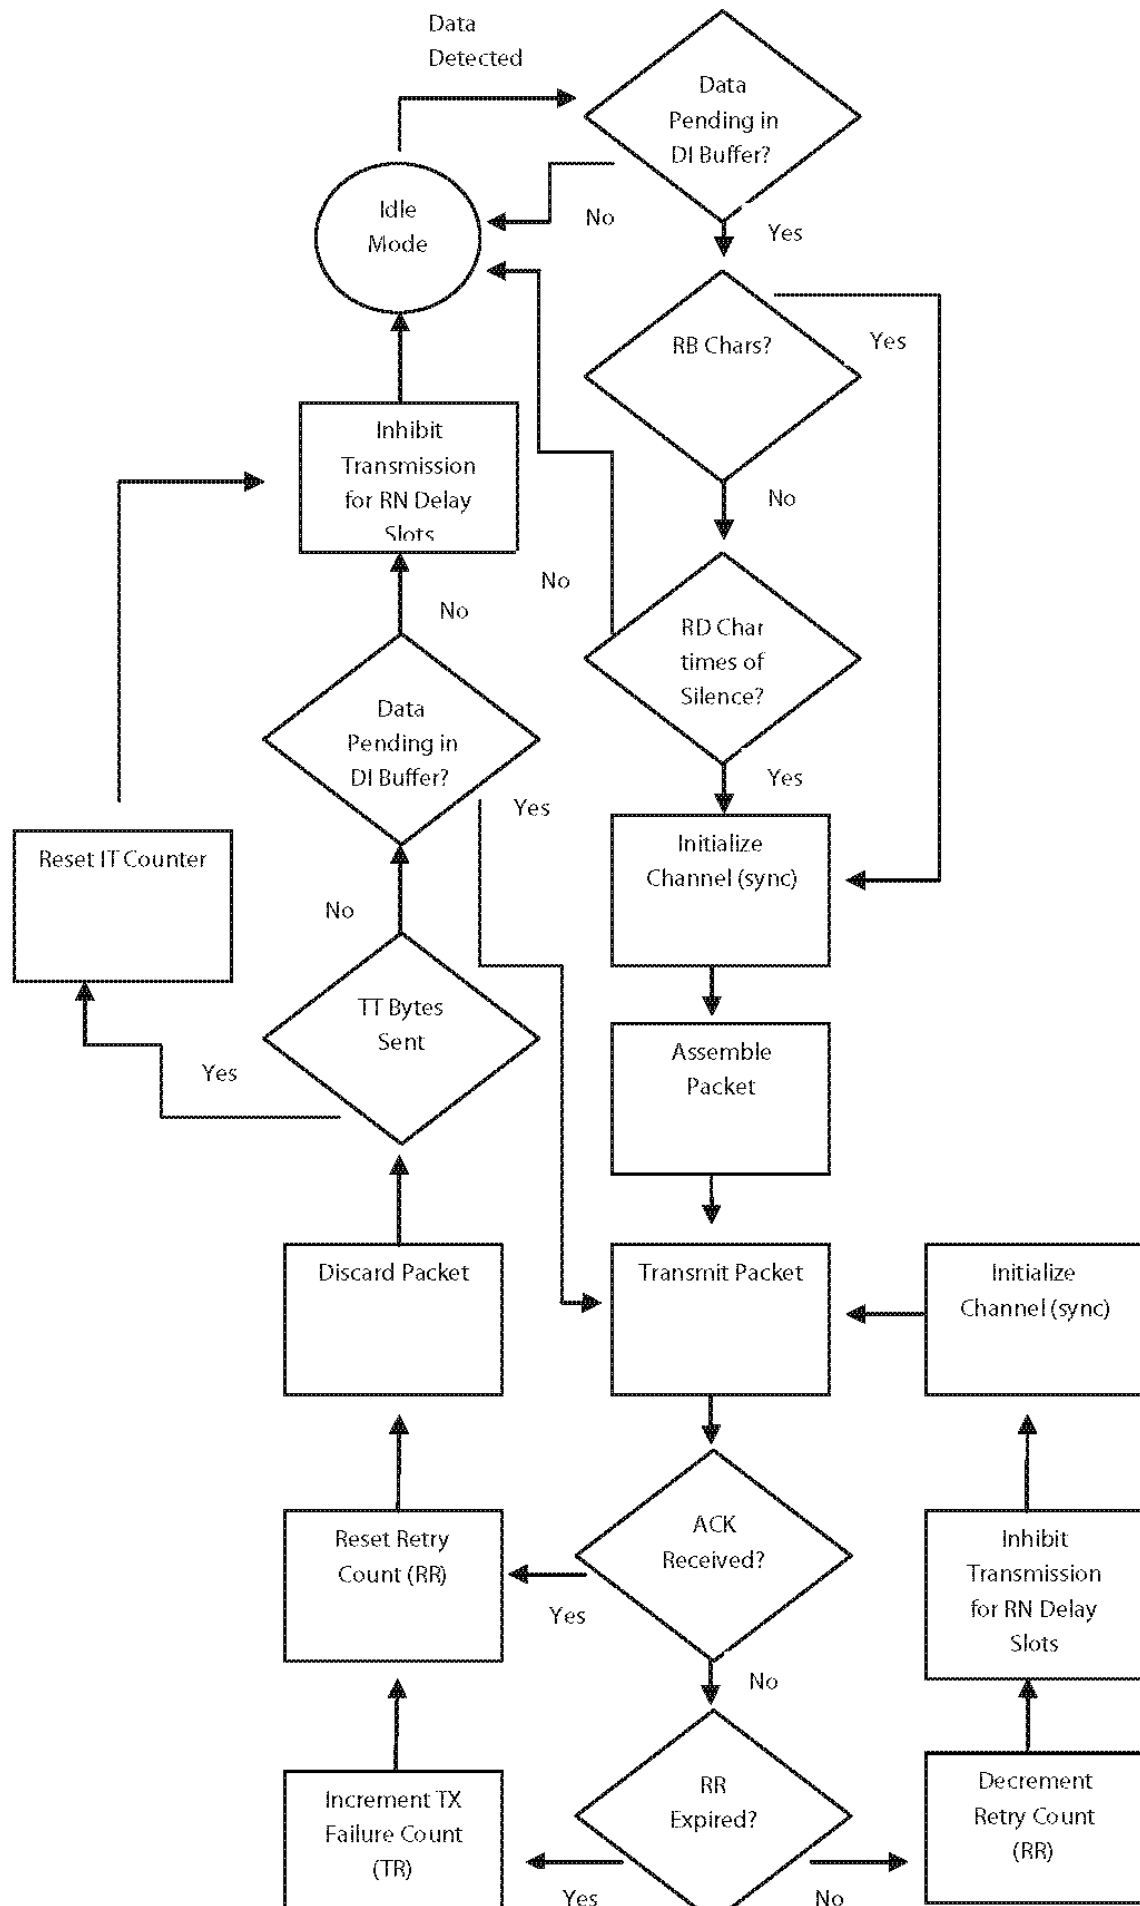 Data
Detected
Data
Pending in
DI Buffer?
Idle
Mode
No
Yes
RB Chars?
Yes
Inhibit
Transmission
for RN Delay
Slots
No
No
No
RD Char
times of
Silence?
Data
Pending in
DI Buffer?
Yes
Yes
Reset IT Counter
Initialize
Channel (sync)
No
TT Bytes
Sent
Yes
Assemble
Packet
Discard Packet
Transmit Packet
Initialize
Channel (sync)
Reset Retry
Count (RR)
ACK
Received?
Yes
Inhibit
Transmission
for RN Delay
Slots
No
Increment TX
Failure Count
(TR)
RR
Expired?
Decrement
Retry Count
(RR)
Yes
No